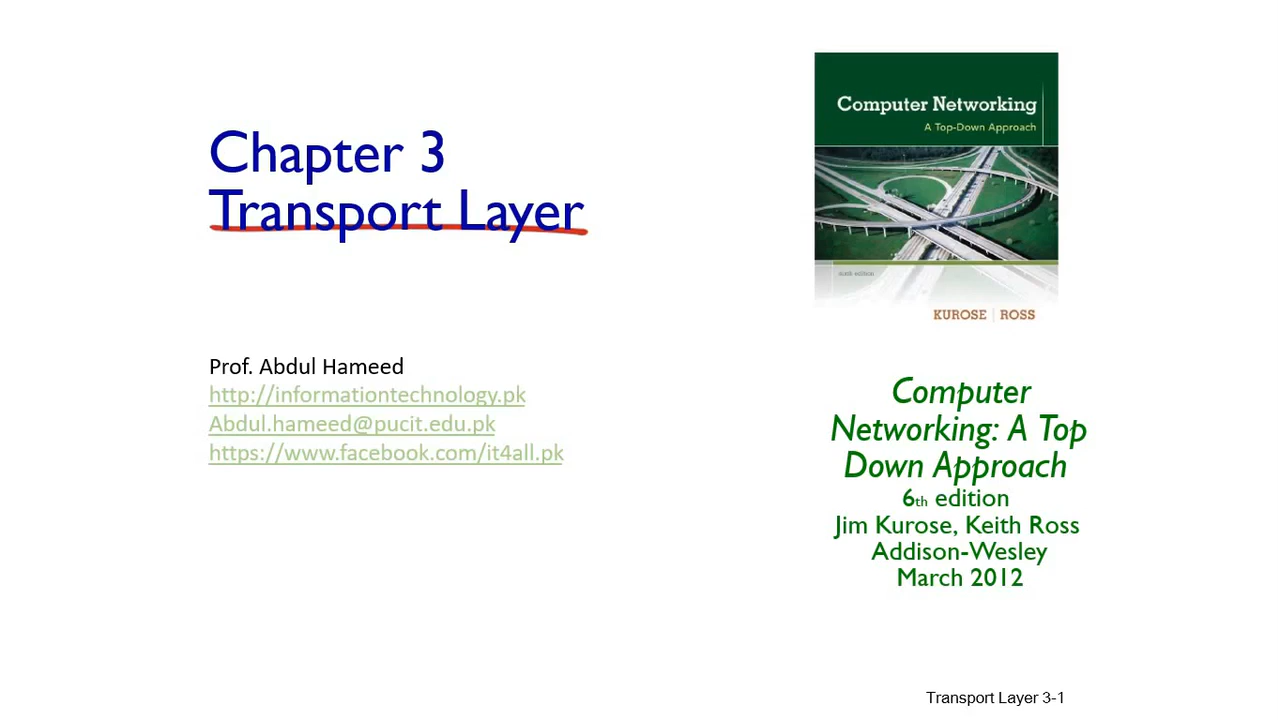 Chapter 3
Transport Layer
Prof. Abdul Hameed
http://informationtechnology.pk
Abdul.hameed@pucit.edu.pk
https://www.facebook.com/it4all.pk
Computer Networking
A Top-Down Approach
sixth edition
KUROSE | ROSS
Computer
Networking: A Top
Down Approach
6th edition
Jim Kurose, Keith Ross
Addison-Wesley
March 2012
Transport Layer 3-1